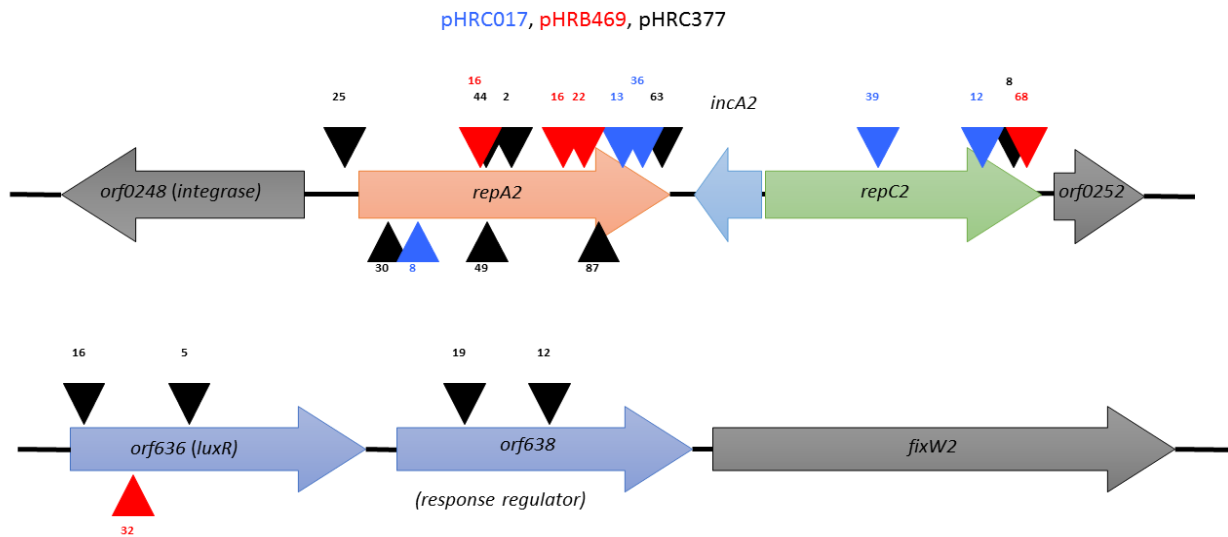 pHRC017, pHRB469, pHRC377
16 36 8
25 44 2 16 22 13 63 incA2 39 12 68
orf0248 (integrase) repA2 repC2 orf0252
30 8 49 87
16 5 19 12
orf636 (luxR) orf638 fixW2
(response regulator)
32